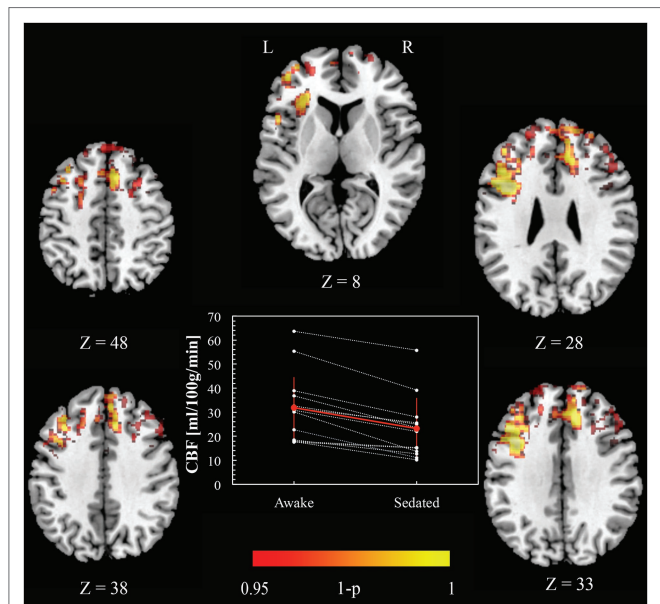 L R
Z = 8
Z = 48
Z = 28
CBF [ml/100g/min]
70
60
50
40
30
20
10
0
Awake Sedated
Z = 38
Z = 33
0.95 1-p 1